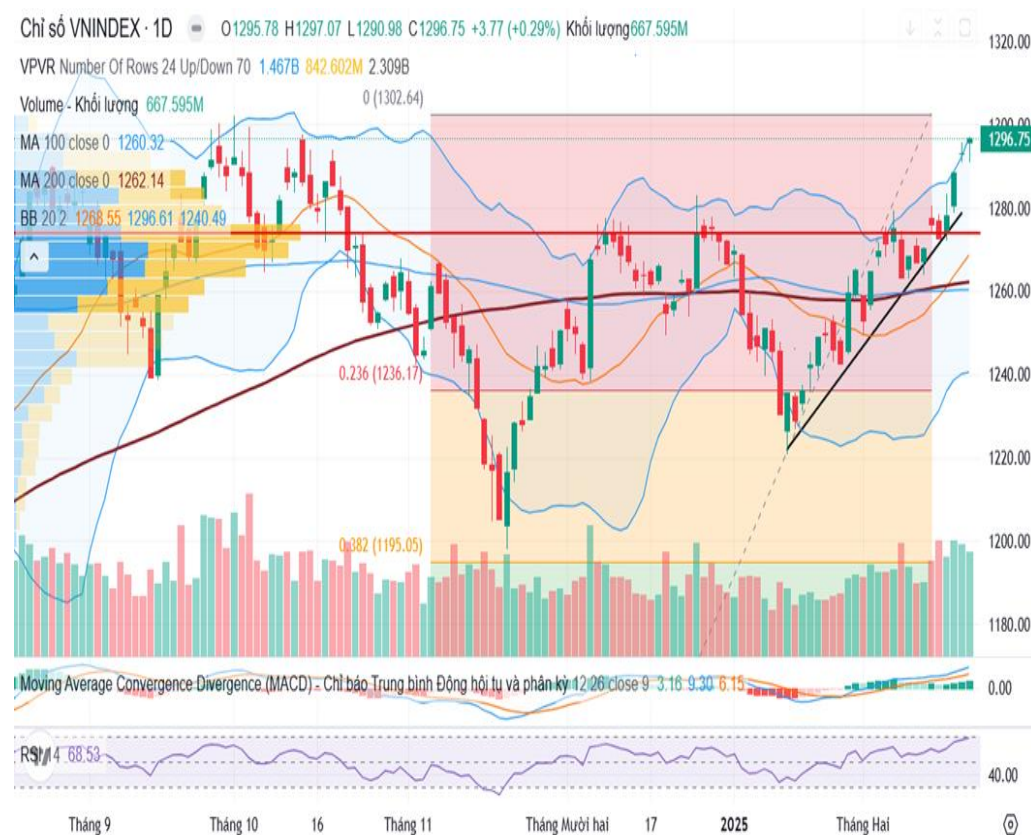 Chỉ số VNINDEX · 1D O1295.78 H1297.07 L1290.98 C1296.75 +3.77 (+0.29%) Khối lượng667.595M
VPVR Number Of Rows 24 Up/Down 70 1.467B 842.602M 2.309B
0 (1302.64)
Volume - Khối lượng 667.595M
MA 100 close 0 1260.32
MA 200 close 0 1262.14
BB 20 2 1268.55 1296.61 1240.49
0.236 (1236.17)
0.382 (1195.05)
1320.00
1296.75
1280.00
1260.00
1240.00
1220.00
1200.00
1180.00
Moving Average Convergence Divergence (MACD) - Chỉ báo Trung bình Động hội tụ và phân kỳ 12 26 close 9 3.16 9.30 6.15
0.00
14 68.53
40.00
Tháng 9 Tháng 10 16 Tháng 11 Tháng Mười hai 17 2025 Tháng Hai